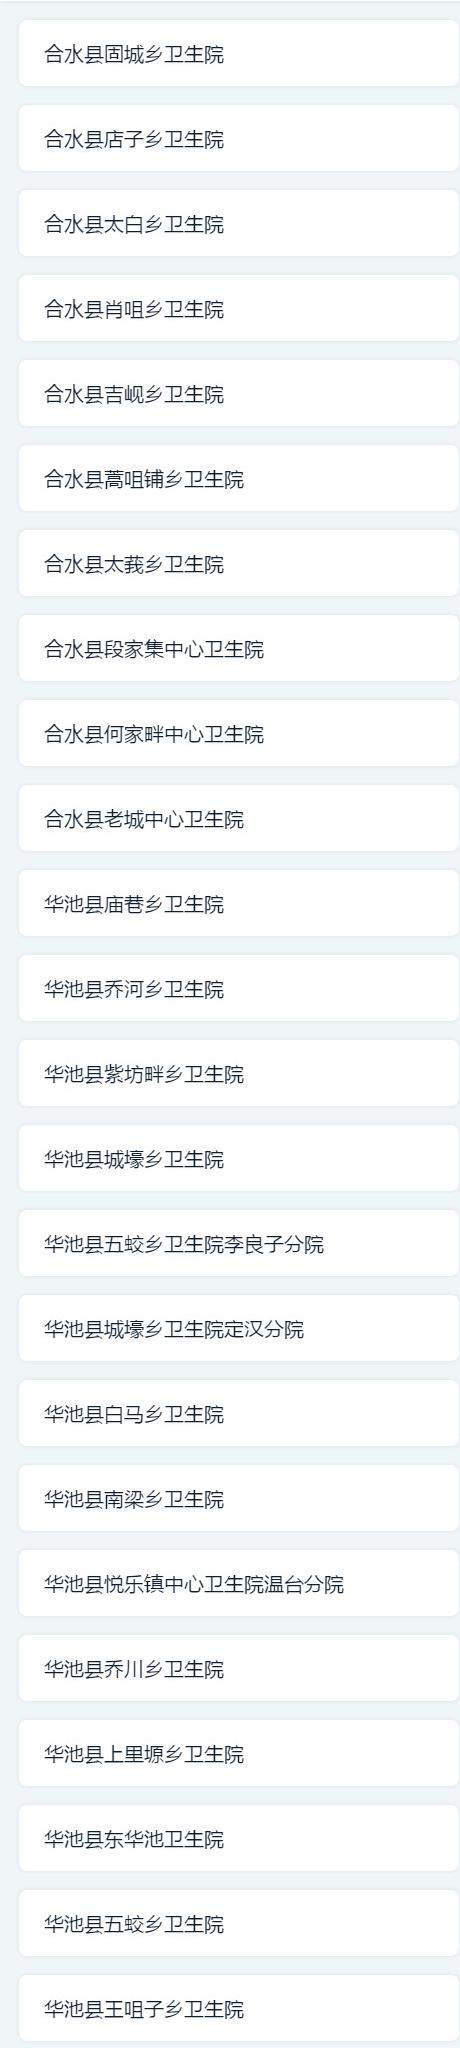 合水县固城乡卫生院
合水县店子乡卫生院
合水县太白乡卫生院
合水县肖咀乡卫生院
合水县吉岘乡卫生院
合水县蒿咀铺乡卫生院
合水县太莪乡卫生院
合水县段家集中心卫生院
合水县何家畔中心卫生院
合水县老城中心卫生院
华池县庙巷乡卫生院
华池县乔河乡卫生院
华池县紫坊畔乡卫生院
华池县城壕乡卫生院
华池县五蛟乡卫生院李良子分院
华池县城壕乡卫生院定汉分院
华池县白马乡卫生院
华池县南梁乡卫生院
华池县悦乐镇中心卫生院温台分院
华池县乔川乡卫生院
华池县上里塬乡卫生院
华池县东华池卫生院
华池县五蛟乡卫生院
华池县王咀子乡卫生院